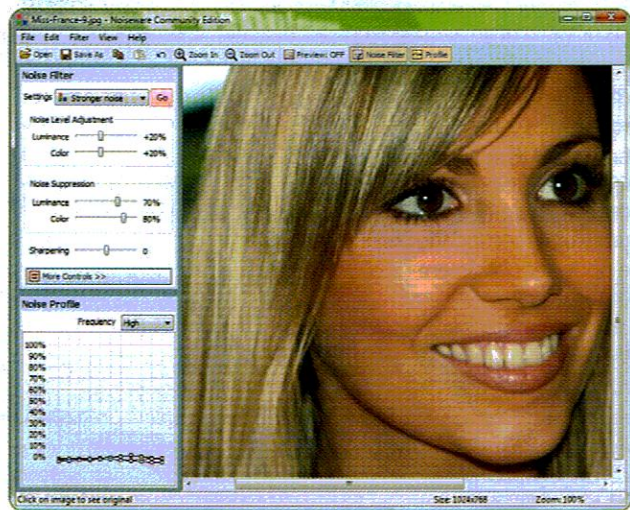 Miss-France-9.jpg - Noiseware Community Edition
File Edit Filter View Help
Open Save As Zoom In Zoom Out Preview: OFF Noise Filter Profile
Noise Filter
Settings Stronger noise Go
Noise Level Adjustment
Luminance +20%
Color +20%
Noise Suppression
Luminance 70%
Color 80%
Sharpening 0
More Controls >>
Noise Profile
Frequency High
100%
90%
80%
70%
60%
50%
40%
30%
20%
10%
0%
Click on image to see original Size: 1024x768 Zoom: 100%